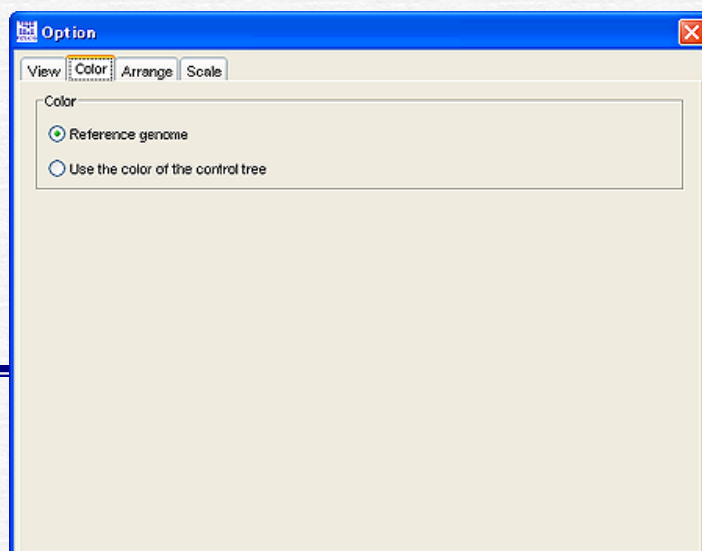 Option
View Color Arrange Scale
Color
Reference genome
Use the color of the control tree